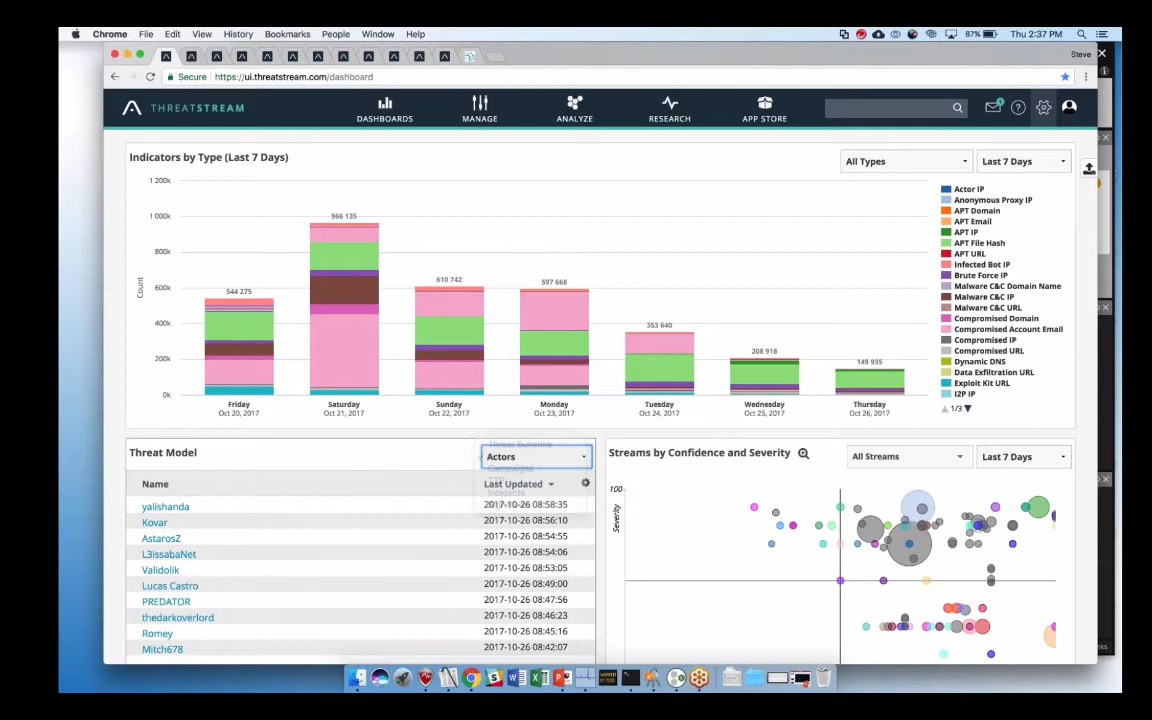 Chrome File Edit View History Bookmarks People Window Help 87% Thu 2:37 PM
Steve
Secure https://ui.threatstream.com/dashboard
THREATSTREAM DASHBOARDS MANAGE ANALYZE RESEARCH APP STORE
Indicators by Type (Last 7 Days) All Types Last 7 Days
1 200k
1 000k
800k
600k
400k
200k
0k
Count
544 275
966 135
610 742
597 668
353 640
208 918
149 935
Friday Saturday Sunday Monday Tuesday Wednesday Thursday
Oct 20, 2017 Oct 21, 2017 Oct 22, 2017 Oct 23, 2017 Oct 24, 2017 Oct 25, 2017 Oct 26, 2017
Actor IP
Anonymous Proxy IP
APT Domain
APT Email
APT IP
APT File Hash
APT URL
Infected Bot IP
Brute Force IP
Malware C&C Domain Name
Malware C&C IP
Malware C&C URL
Compromised Domain
Compromised Account Email
Compromised IP
Compromised URL
Dynamic DNS
Data Exfiltration URL
Exploit Kit URL
I2P IP
1/3
Threat Model
Threat Bulletins
Actors
Campaigns
Incidents
Name Last Updated
yalishanda 2017-10-26 08:58:35
Kovar 2017-10-26 08:56:10
AstarosZ 2017-10-26 08:54:55
L3issabaNet 2017-10-26 08:54:06
Validolik 2017-10-26 08:53:05
Lucas Castro 2017-10-26 08:49:00
PREDATOR 2017-10-26 08:47:56
thedarkoverlord 2017-10-26 08:46:23
Romey 2017-10-26 08:45:16
Mitch678 2017-10-26 08:42:07
Streams by Confidence and Severity All Streams Last 7 Days
100
Severity